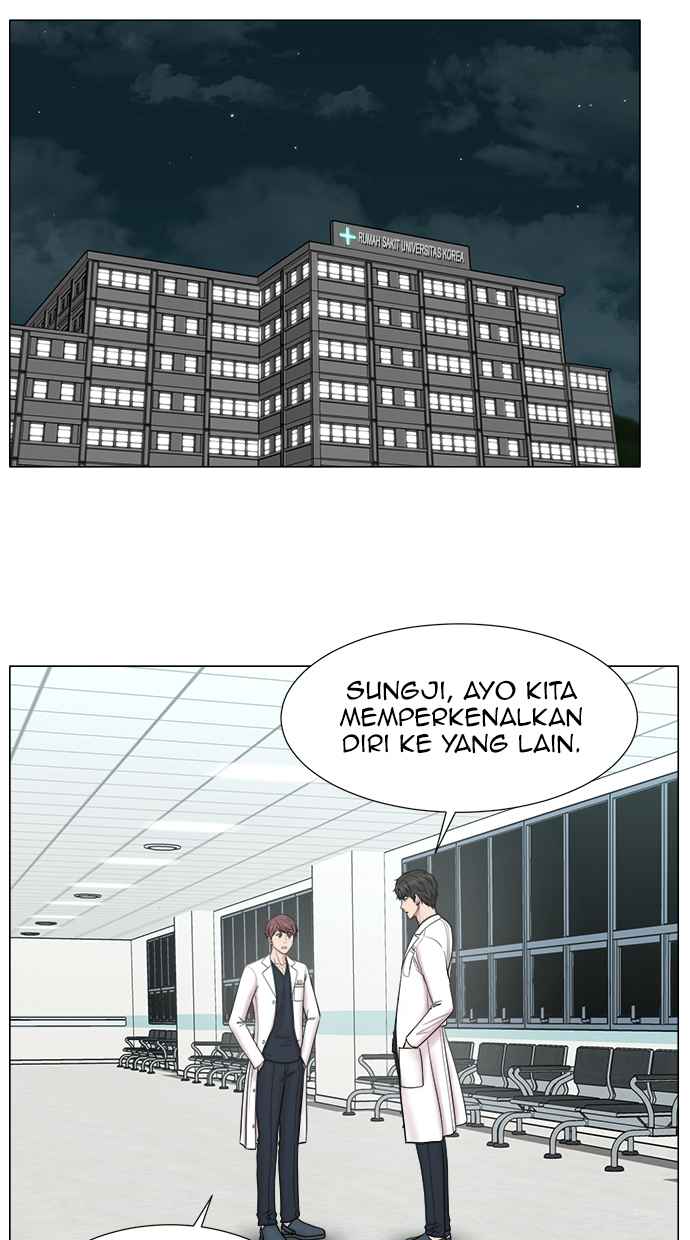 RUMAH SAKIT UNIVERSITAS KOREA
SUNGJI, AYO KITA
MEMPERKENALKAN
DIRI KE YANG LAIN.